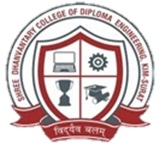 SHREE DHANVANTARY COLLEGE OF DIPLOMA ENGINEERING, KIM-SURAT
विद्यैव बलम्